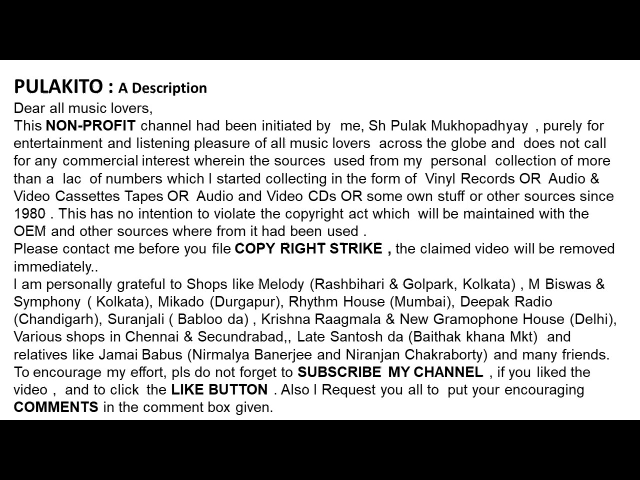 PULAKITO : A Description
Dear all music lovers,
This NON-PROFIT channel had been initiated by me, Sh Pulak Mukhopadhyay , purely for
entertainment and listening pleasure of all music lovers across the globe and does not call
for any commercial interest wherein the sources used from my personal collection of more
than a lac of numbers which I started collecting in the form of Vinyl Records OR Audio &
Video Cassettes Tapes OR Audio and Video CDs OR some own stuff or other sources since
1980 . This has no intention to violate the copyright act which will be maintained with the
OEM and other sources where from it had been used .
Please contact me before you file COPY RIGHT STRIKE , the claimed video will be removed
immediately..
I am personally grateful to Shops like Melody (Rashbihari & Golpark, Kolkata) , M Biswas &
Symphony ( Kolkata), Mikado (Durgapur), Rhythm House (Mumbai), Deepak Radio
(Chandigarh), Suranjali ( Babloo da) , Krishna Raagmala & New Gramophone House (Delhi),
Various shops in Chennai & Secundrabad,, Late Santosh da (Baithak khana Mkt) and
relatives like Jamai Babus (Nirmalya Banerjee and Niranjan Chakraborty) and many friends.
To encourage my effort, pls do not forget to SUBSCRIBE MY CHANNEL , if you liked the
video , and to click the LIKE BUTTON . Also I Request you all to put your encouraging
COMMENTS in the comment box given.